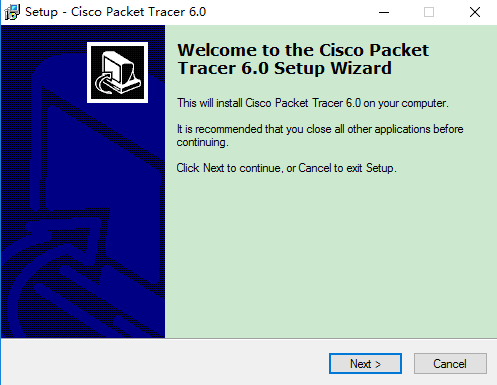 Setup - Cisco Packet Tracer 6.0
Welcome to the Cisco Packet
Tracer 6.0 Setup Wizard
This will install Cisco Packet Tracer 6.0 on your computer.
It is recommended that you close all other applications before
continuing.
Click Next to continue, or Cancel to exit Setup.
Next >
Cancel